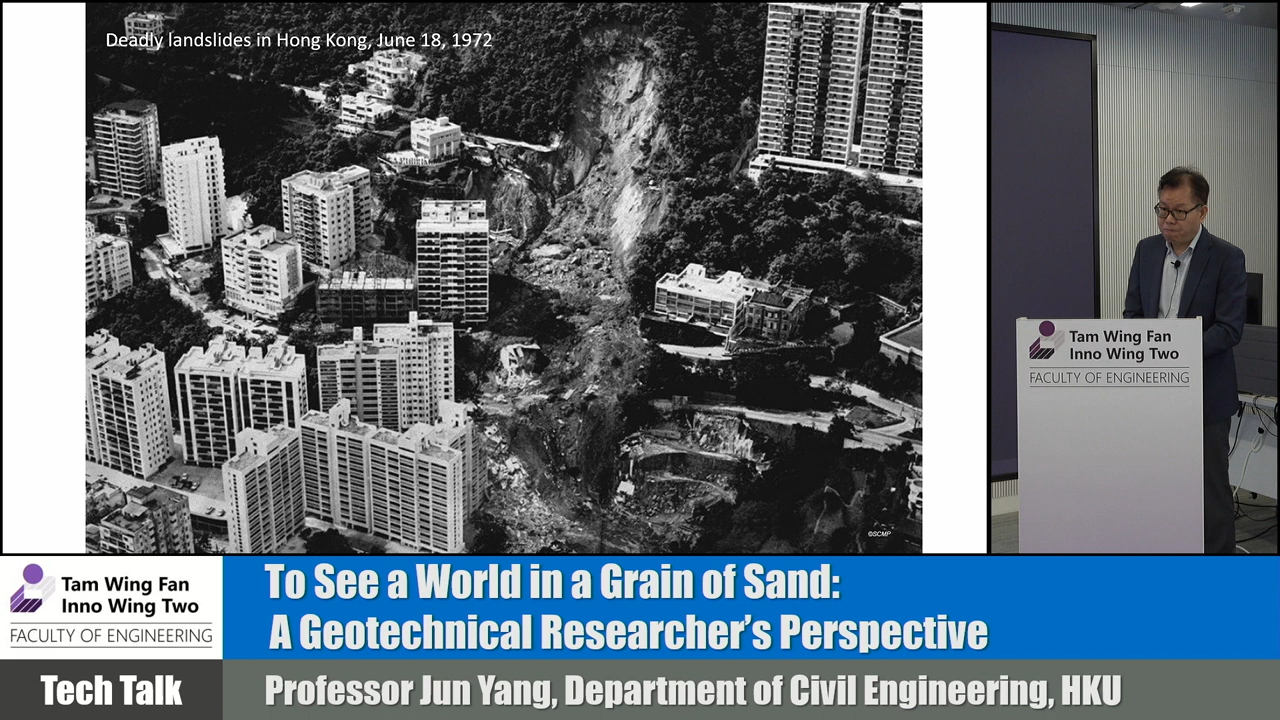 Deadly landslides in Hong Kong, June 18, 1972
©SCMP
Tam Wing Fan
Inno Wing Two
FACULTY OF ENGINEERING
Tam Wing Fan
Inno Wing Two
FACULTY OF ENGINEERING
To See a World in a Grain of Sand:
A Geotechnical Researcher's Perspective
Tech Talk
Professor Jun Yang, Department of Civil Engineering, HKU